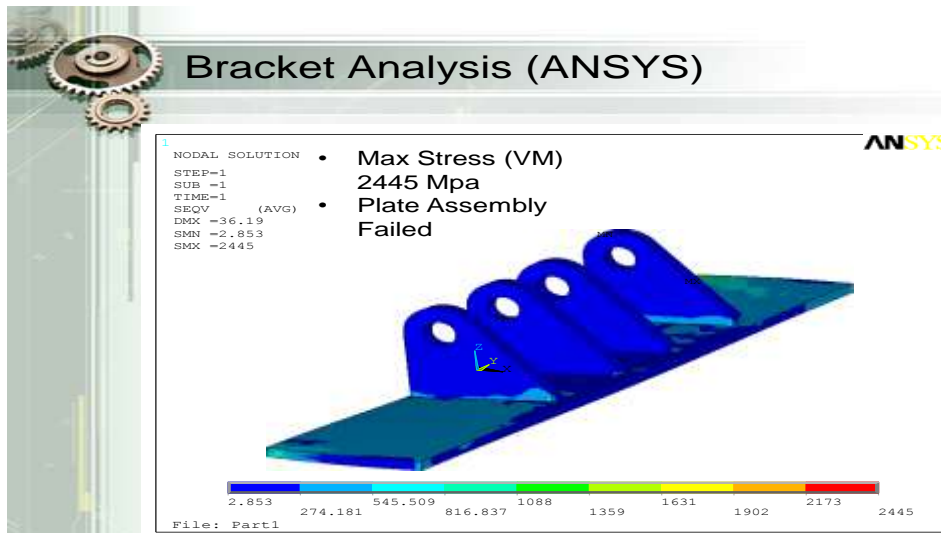 Bracket Analysis (ANSYS)
1
NODAL SOLUTION
STEP=1
SUB =1
TIME=1
SEQV (AVG)
DMX =36.19
SMN =2.853
SMX =2445
• Max Stress (VM)
2445 Mpa
• Plate Assembly
Failed
ANSYS
Z
Y
X
2.853
274.181
545.509
816.837
1088
1359
1631
1902
2173
2445
File: Part1